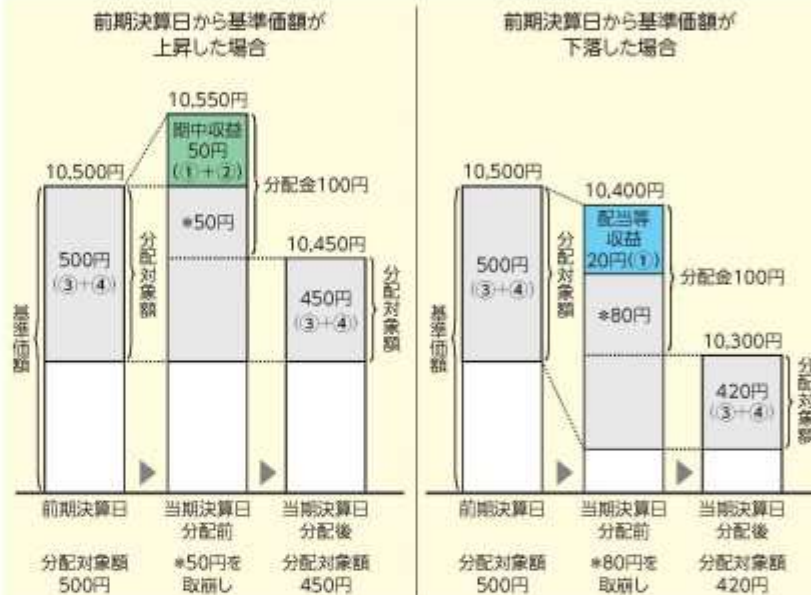 前期決算日から基準価額が
上昇した場合
10,550円
期中収益
50円
(①+②)
10,500円
分配金100円
*50円
10,450円
500円
(③+④)
分配対象額
450円
(③+④)
分配対象額
基準価額
前期決算日
当期決算日
分配前
当期決算日
分配後
分配対象額
500円
*50円を
取崩し
分配対象額
450円
前期決算日から基準価額が
下落した場合
10,500円
10,400円
配当等
収益
20円(①)
分配金100円
500円
(③+④)
分配対象額
*80円
10,300円
420円
(③+④)
分配対象額
基準価額
前期決算日
当期決算日
分配前
当期決算日
分配後
分配対象額
500円
*80円を
取崩し
分配対象額
420円